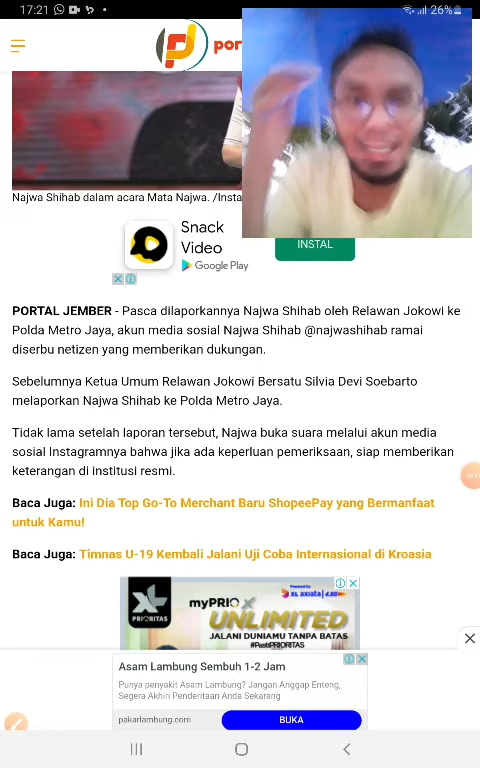 17:21
26%
por
Najwa Shihab dalam acara Mata Najwa. /Insta
Snack
Video
Google Play
INSTAL
PORTAL JEMBER - Pasca dilaporkannya Najwa Shihab oleh Relawan Jokowi ke
Polda Metro Jaya, akun media sosial Najwa Shihab @najwashihab ramai
diserbu netizen yang memberikan dukungan.
Sebelumnya Ketua Umum Relawan Jokowi Bersatu Silvia Devi Soebarto
melaporkan Najwa Shihab ke Polda Metro Jaya.
Tidak lama setelah laporan tersebut, Najwa buka suara melalui akun media
sosial Instagramnya bahwa jika ada keperluan pemeriksaan, siap memberikan
keterangan di institusi resmi.
Baca Juga: Ini Dia Top Go-To Merchant Baru ShopeePay yang Bermanfaat
untuk Kamu!
Baca Juga: Timnas U-19 Kembali Jalani Uji Coba Internasional di Kroasia
XL
PRIORITAS
Powered by
XL axiata
myPRIO X
UNLIMITED
JALANI DUNIAMU TANPA BATAS
#PastiPRIORITAS
Asam Lambung Sembuh 1-2 Jam
Punya penyakit Asam Lambung? Jangan Anggap Enteng,
Segera Akhiri Penderitaan Anda Sekarang
pakarlambung.com
BUKA